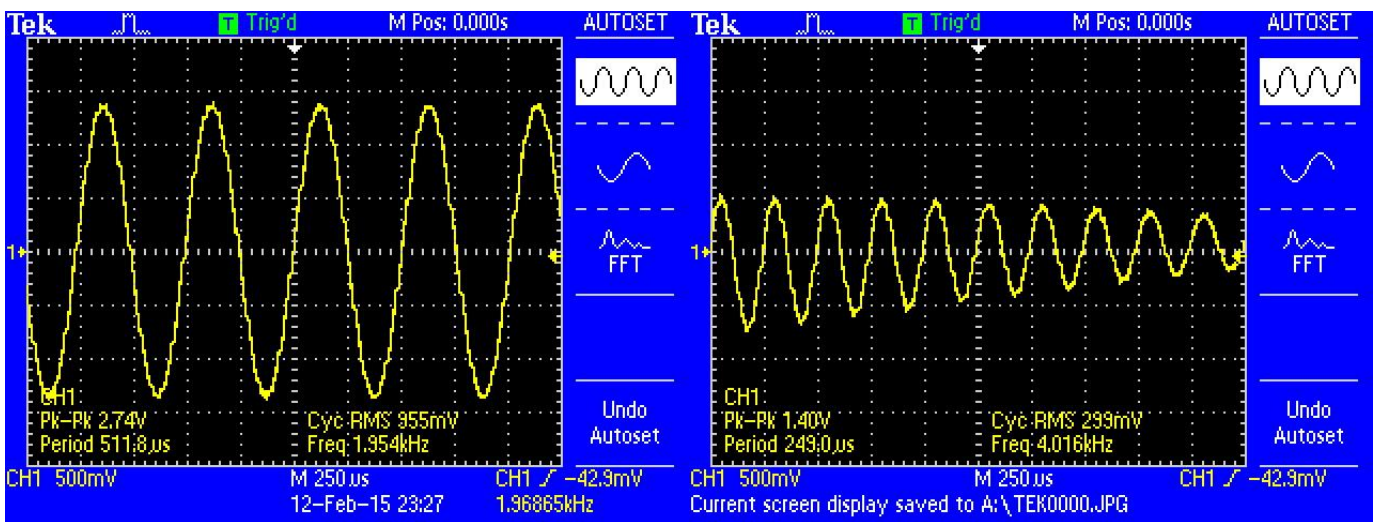 Tek T Trig'd M Pos: 0.000s AUTOSET
FFT
1
CH1
Pk-Pk 2.74V Cyc RMS 955mV
Period 511.8us Freq 1.954kHz
Undo
Autoset
CH1 500mV M 250us CH1 -42.9mV
12-Feb-15 23:27 1.96865kHz
Tek T Trig'd M Pos: 0.000s AUTOSET
FFT
1
CH1
Pk-Pk 1.40V Cyc RMS 299mV
Period 249.0us Freq 4.016kHz
Undo
Autoset
CH1 500mV M 250us CH1 -42.9mV
Current screen display saved to A:\TEK0000.JPG